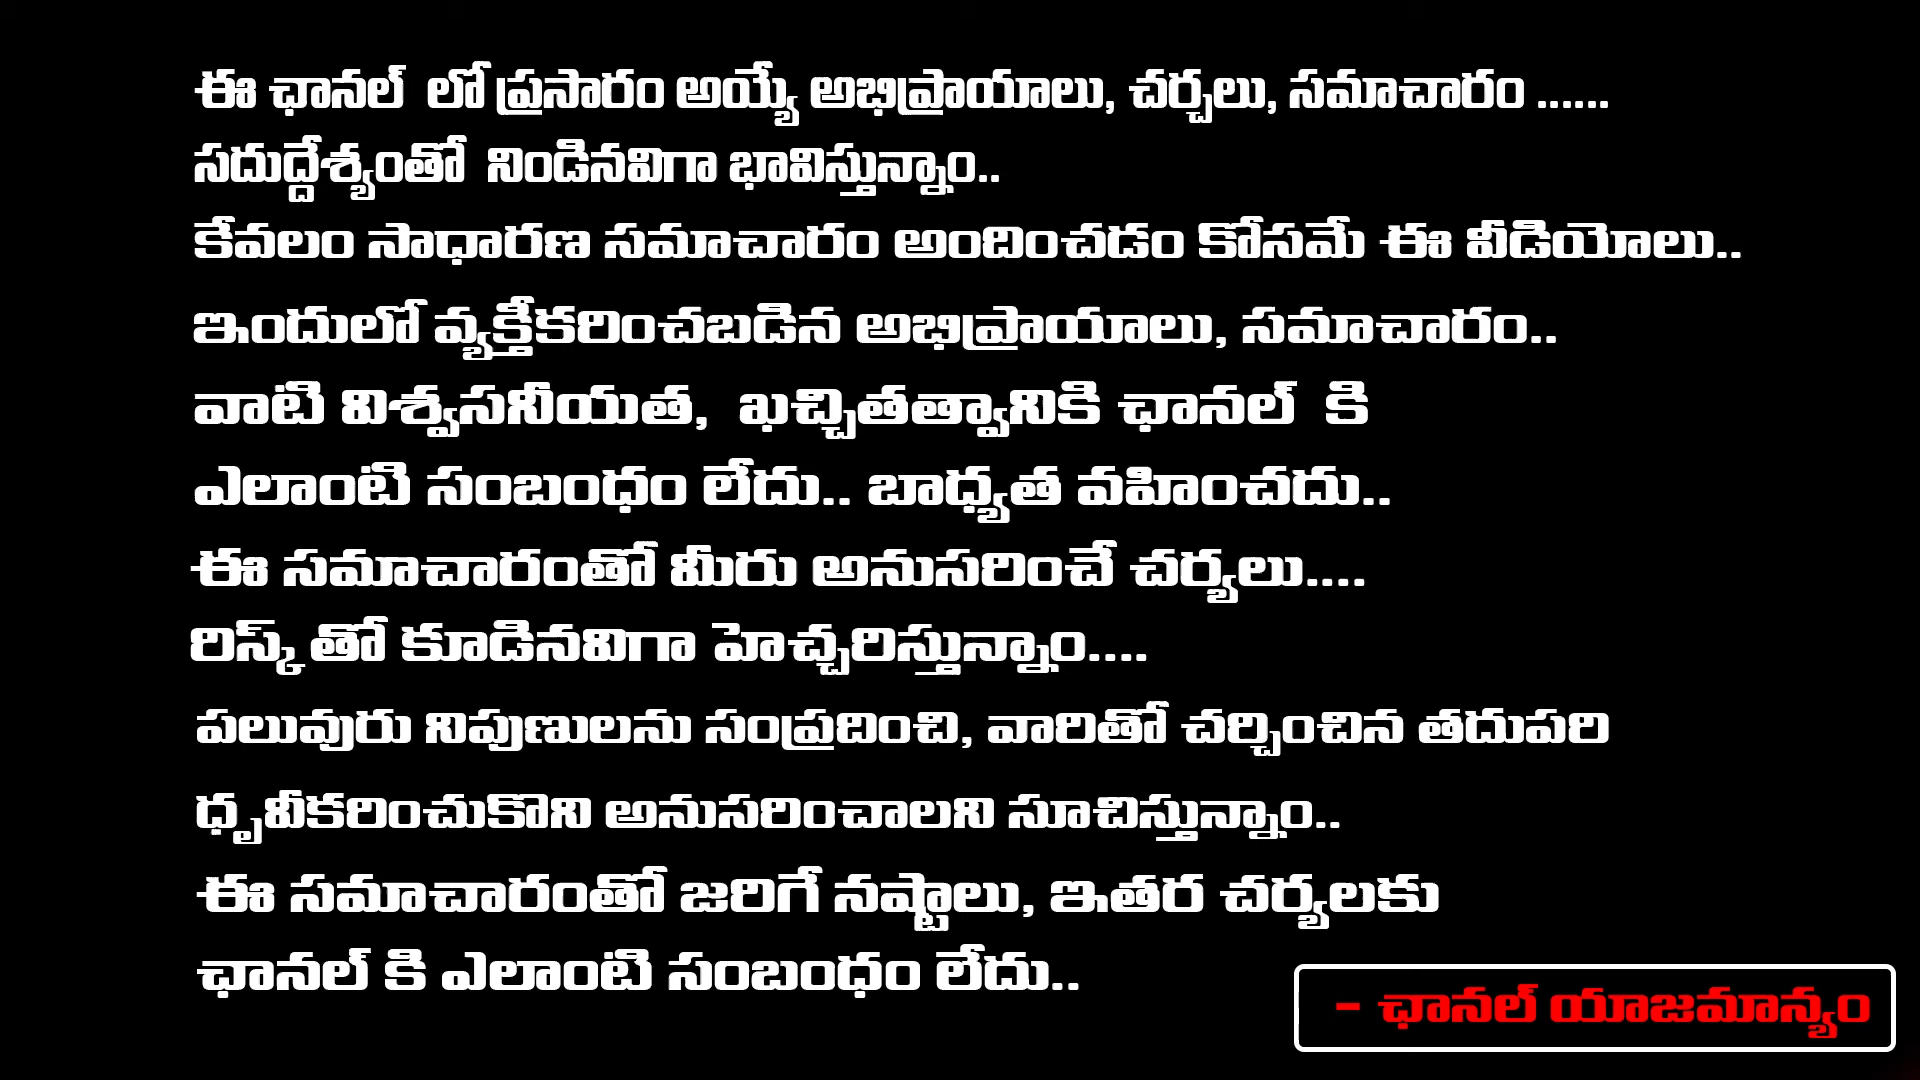 ఈ ఛానల్ లో ప్రసారం అయ్యే అభిప్రాయాలు, చర్చలు, సమాచారం ......
సదుద్దేశ్యంతో నిండినవిగా భావిస్తున్నాం..
కేవలం సాధారణ సమాచారం అందించడం కోసమే ఈ వీడియోలు..
ఇందులో వ్యక్తీకరించబడిన అభిప్రాయాలు, సమాచారం..
వాటి విశ్వసనీయత, ఖచ్చితత్వానికి ఛానల్ కి
ఎలాంటి సంబంధం లేదు.. బాధ్యత వహించదు..
ఈ సమాచారంతో మీరు అనుసరించే చర్యలు....
రిస్క్ తో కూడినవిగా హెచ్చరిస్తున్నాం....
పలువురు నిపుణులను సంప్రదించి, వారితో చర్చించిన తదుపరి
ధృవీకరించుకొని అనుసరించాలని సూచిస్తున్నాం..
ఈ సమాచారంతో జరిగే నష్టాలు, ఇతర చర్యలకు
ఛానల్ కి ఎలాంటి సంబంధం లేదు..
- ఛానల్ యాజమాన్యం